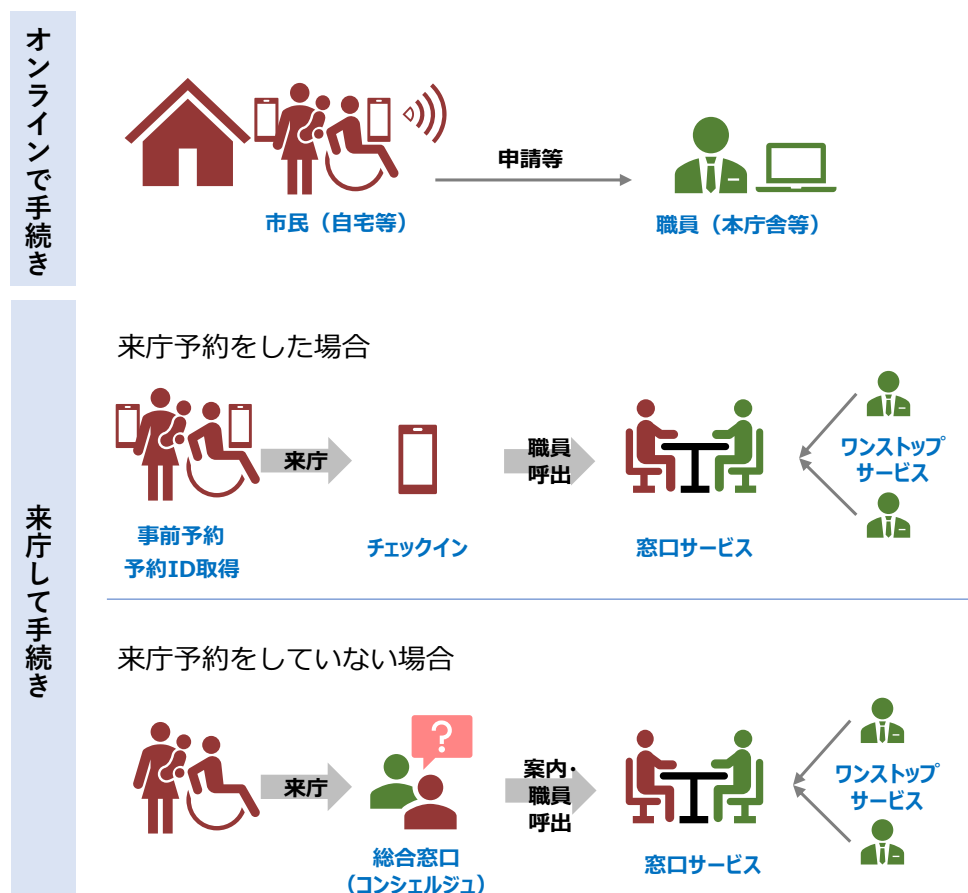 オンラインで手続き
申請等
市民（自宅等）
職員（本庁舎等）
来庁して手続き
来庁予約をした場合
来庁
職員
呼出
ワンストップ
サービス
事前予約
予約ID取得
チェックイン
窓口サービス
来庁予約をしていない場合
?
来庁
案内・
職員
呼出
ワンストップ
サービス
総合窓口
（コンシェルジュ）
窓口サービス